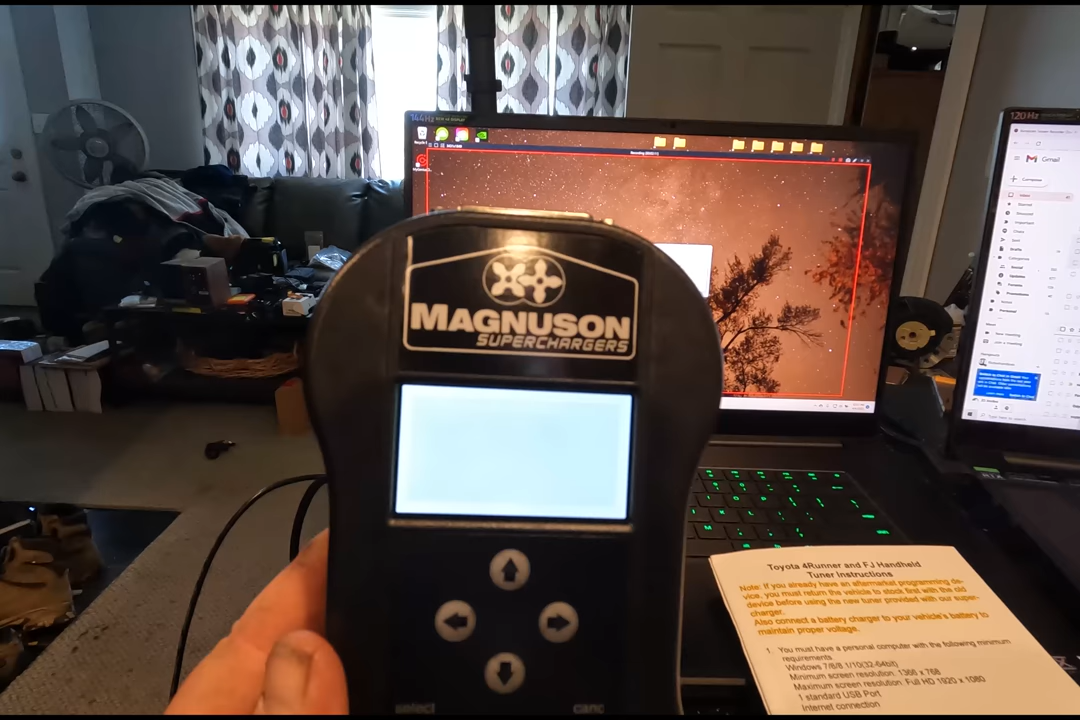 144Hz
120 Hz
Gmail
Compose
MAGNUSON
SUPERCHARGERS
select
canc
Toyota 4Runner and FJ Handheld
Tuner Instructions
Note: If you already have an aftermarket programming de-
vice, you must return the vehicle to stock first with the old
device before using the new tuner provided with our super-
charger.
Also connect a battery charger to your vehicle's battery to
maintain proper voltage.
1. You must have a personal computer with the following minimum
requirements
Windows 7/8/8.1/10(32-64bit)
Minimum screen resolution: 1366 x 768
Maximum screen resolution: Full HD 1920 x 1080
1 standard USB Port
Internet connection